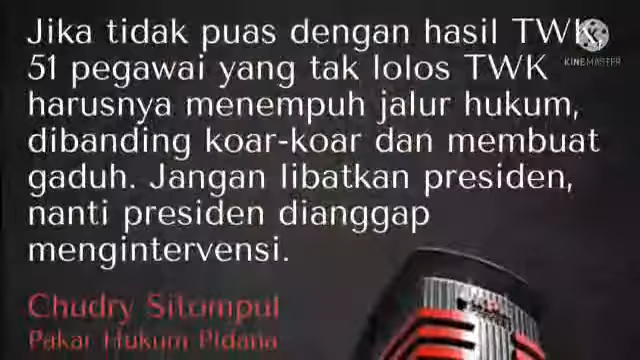 Jika tidak puas dengan hasil TWK,
51 pegawai yang tak lolos TWK
harusnya menempuh jalur hukum,
dibanding koar-koar dan membuat
gaduh. Jangan libatkan presiden,
nanti presiden dianggap
mengintervensi.
Chudry Sitompul
Pakar Hukum Pidana
KINEMASTER